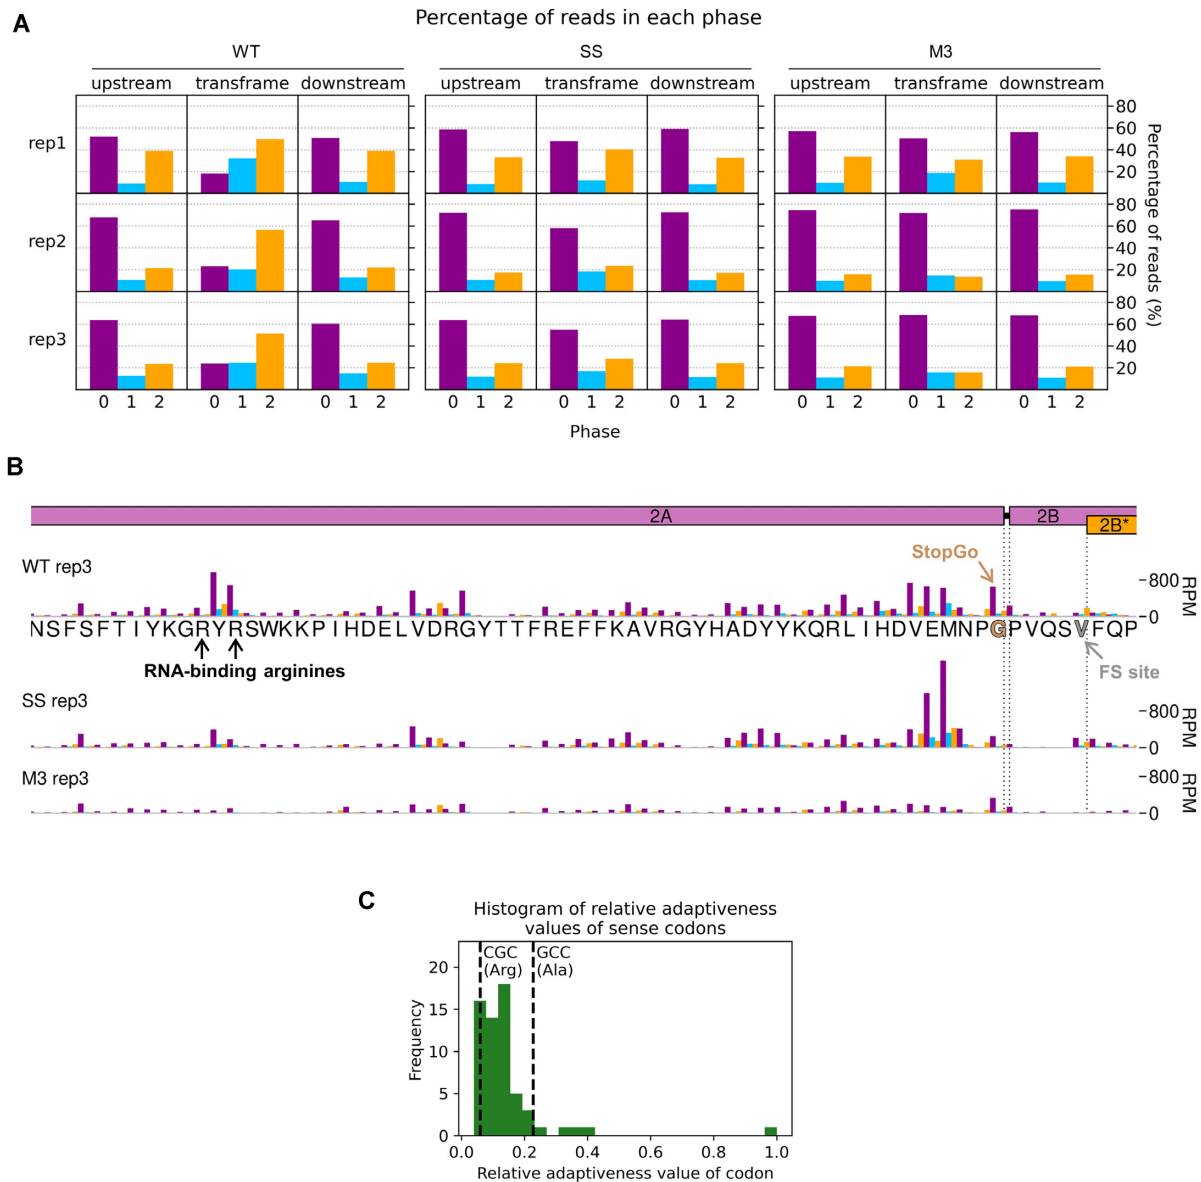 A
Percentage of reads in each phase
WT SS M3
upstream transframe downstream upstream transframe downstream upstream transframe downstream
rep1
rep2
rep3
80
60
40
20
80
60
40
20
80
60
40
20
Percentage of reads (%)
0 1 2 0 1 2 0 1 2 0 1 2 0 1 2 0 1 2 0 1 2 0 1 2 0 1 2
Phase
B
2A 2B
2B*
StopGo
WT rep3
800
0
RPM
NSFSFTIYKGRYRSWKKPIHDELVDRGYTTFREFFKAVRGYHADYYKQRLIHDVEMNPGPVQSVFQP
RNA-binding arginines
FS site
SS rep3
800
0
RPM
M3 rep3
800
0
RPM
C
Histogram of relative adaptiveness
values of sense codons
CGC
(Arg)
GCC
(Ala)
Frequency
20
15
10
5
0
0.0 0.2 0.4 0.6 0.8 1.0
Relative adaptiveness value of codon